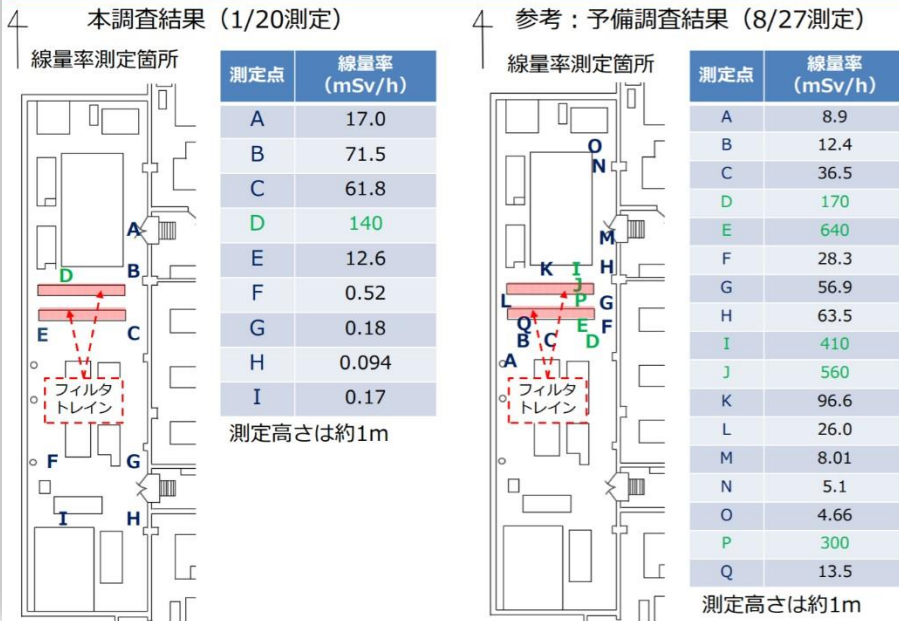 本調査結果（1/20測定）
線量率測定箇所
測定点 線量率（mSv/h）
A 17.0
B 71.5
C 61.8
D 140
E 12.6
F 0.52
G 0.18
H 0.094
I 0.17
測定高さは約1m
A
B
D
E
C
フィルタ
トレイン
F
G
I
H
参考：予備調査結果（8/27測定）
線量率測定箇所
測定点 線量率（mSv/h）
A 8.9
B 12.4
C 36.5
D 170
E 640
F 28.3
G 56.9
H 63.5
I 410
J 560
K 96.6
L 26.0
M 8.01
N 5.1
O 4.66
P 300
Q 13.5
測定高さは約1m
O
N
M
K I H
J
L P G
Q E F
B C D
A
フィルタ
トレイン